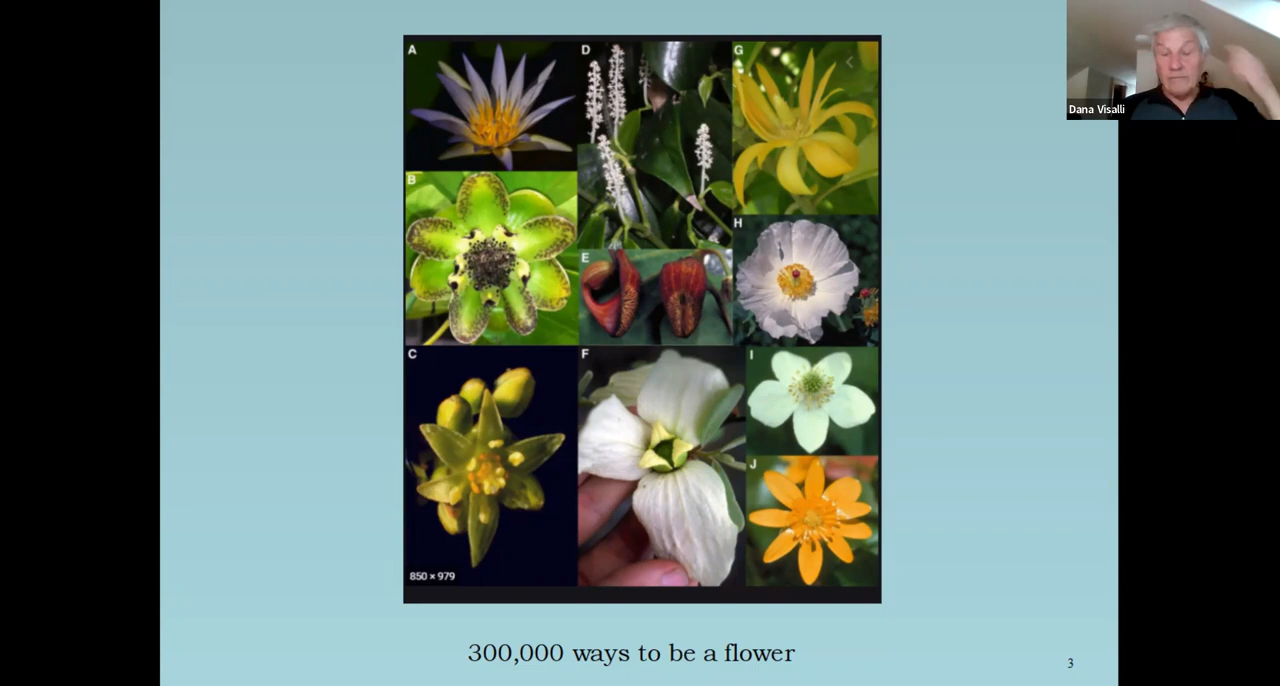 A
D
G
B
H
E
C
F
I
J
850 × 979
Dana Visalli
300,000 ways to be a flower
3